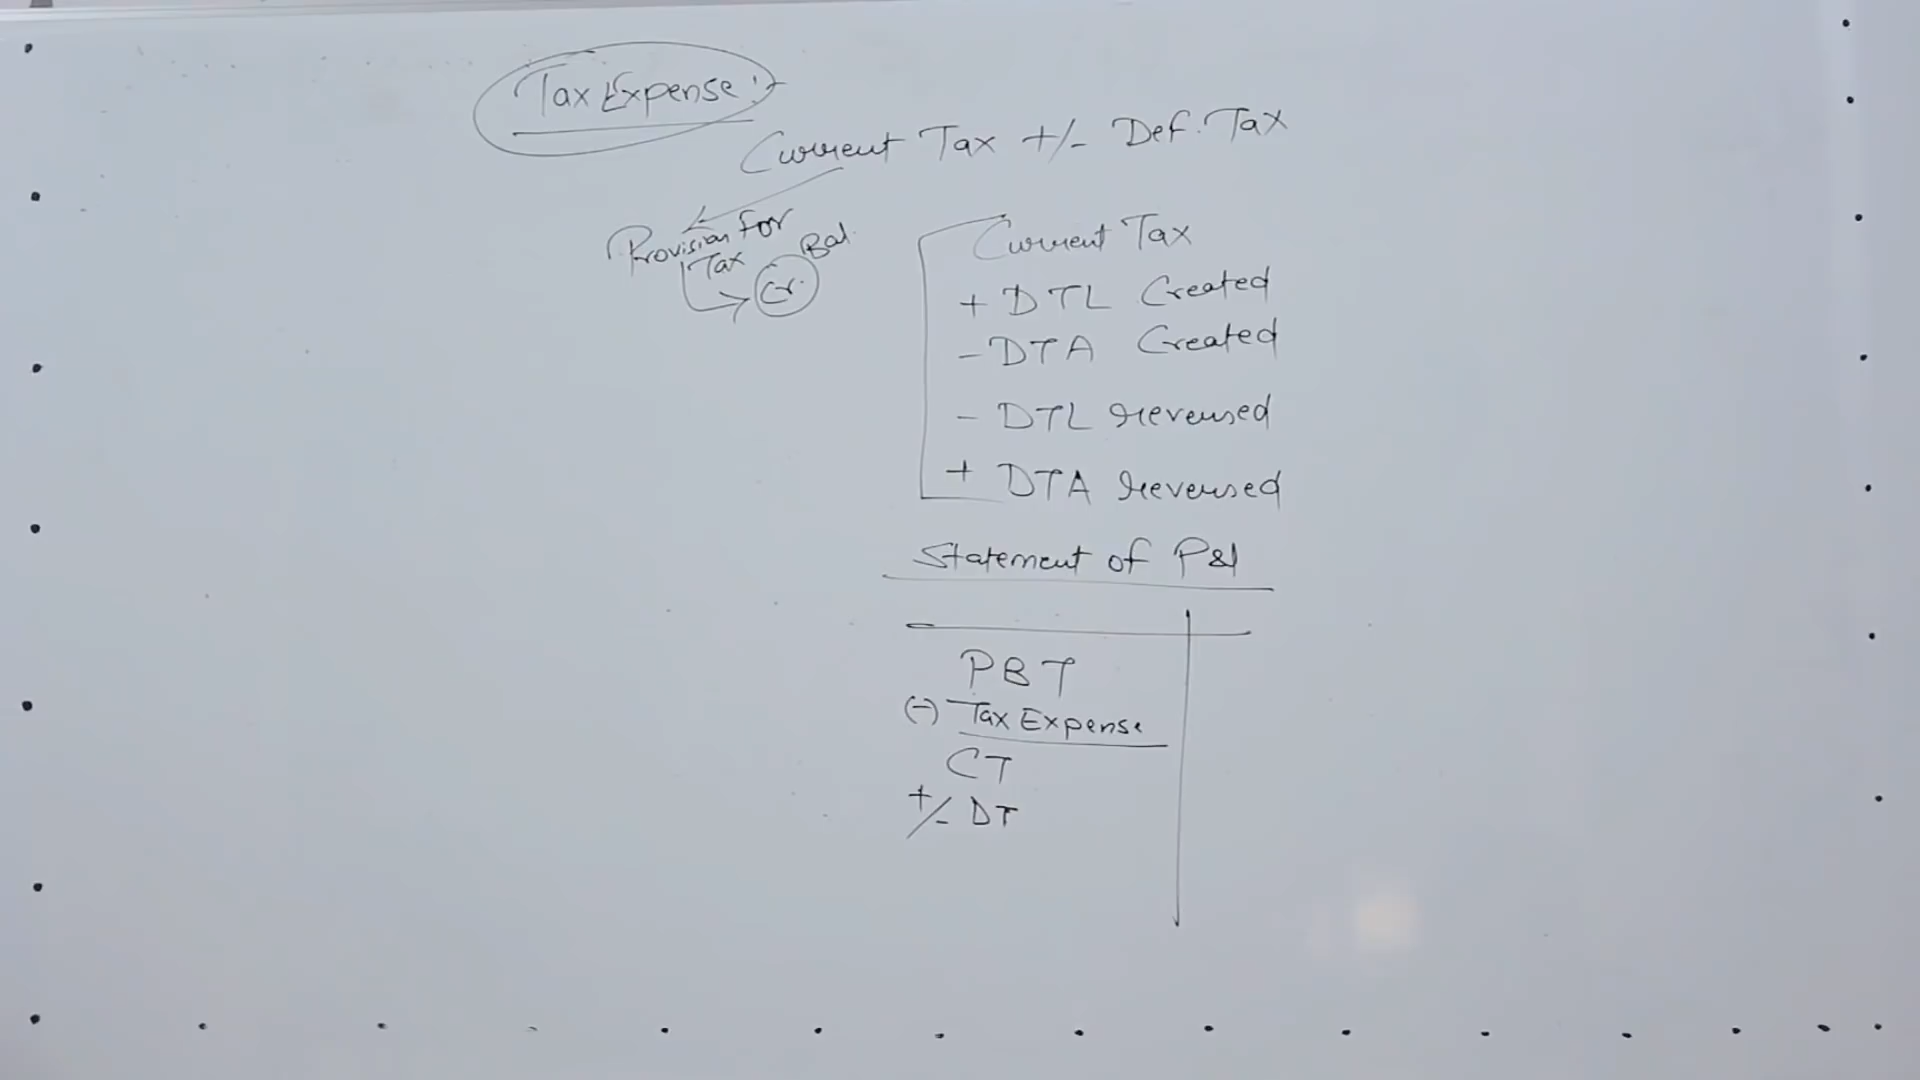 Tax Expense :-
Current Tax +/- Def. Tax
Provision For
Tax
Cr. Bal.
Current Tax
+ DTL Created
- DTA Created
- DTL reversed
+ DTA reversed
Statement of P&l
PBT
(-) Tax Expense
CT
+/- DT